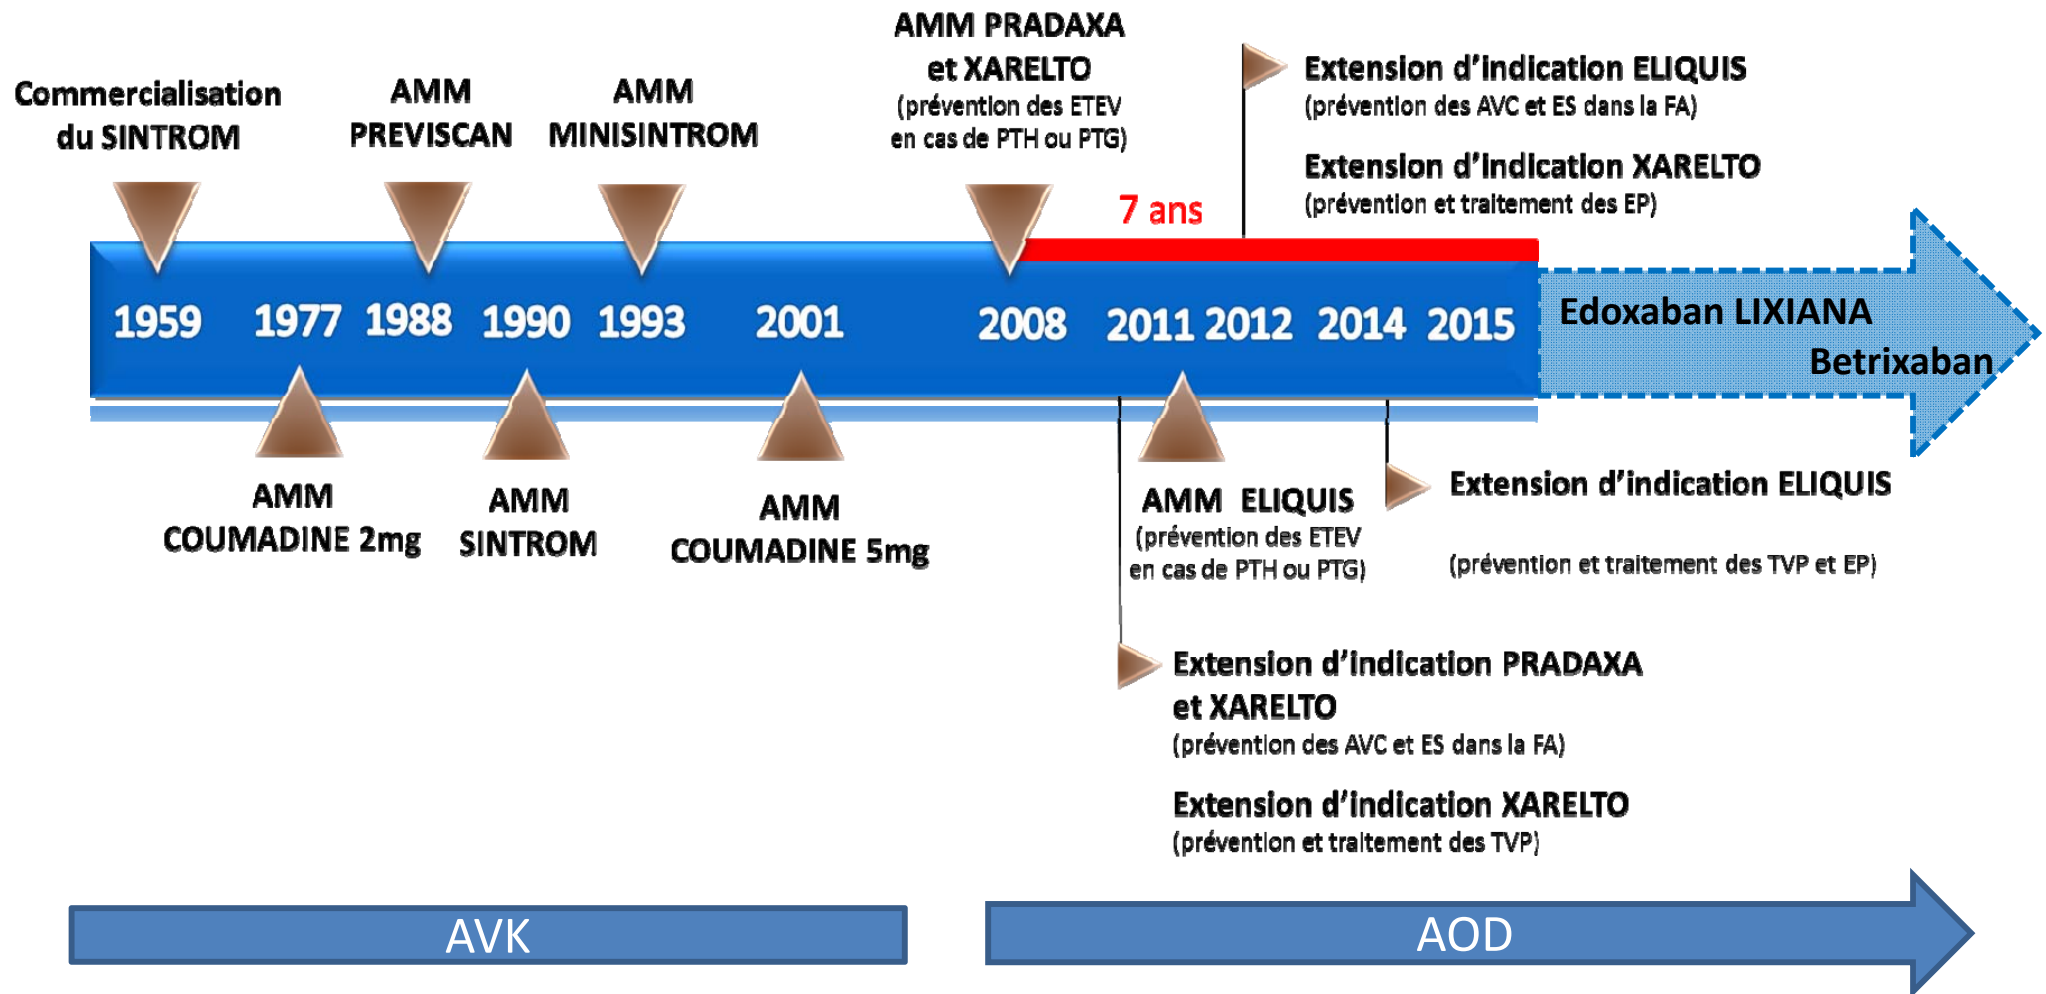 Commercialisation
du SINTROM
AMM
PREVISCAN
AMM
MINISINTROM
AMM PRADAXA
et XARELTO
(prévention des ETEV
en cas de PTH ou PTG)
7 ans
Extension d'indication ELIQUIS
(prévention des AVC et ES dans la FA)
Extension d'indication XARELTO
(prévention et traitement des EP)
1959 1977 1988 1990 1993 2001 2008 2011 2012 2014 2015
Edoxaban LIXIANA
Betrixaban
AMM
COUMADINE 2mg
AMM
SINTROM
AMM
COUMADINE 5mg
AMM ELIQUIS
(prévention des ETEV
en cas de PTH ou PTG)
Extension d'indication ELIQUIS
(prévention et traitement des TVP et EP)
Extension d'indication PRADAXA
et XARELTO
(prévention des AVC et ES dans la FA)
Extension d'indication XARELTO
(prévention et traitement des TVP)
AVK
AOD